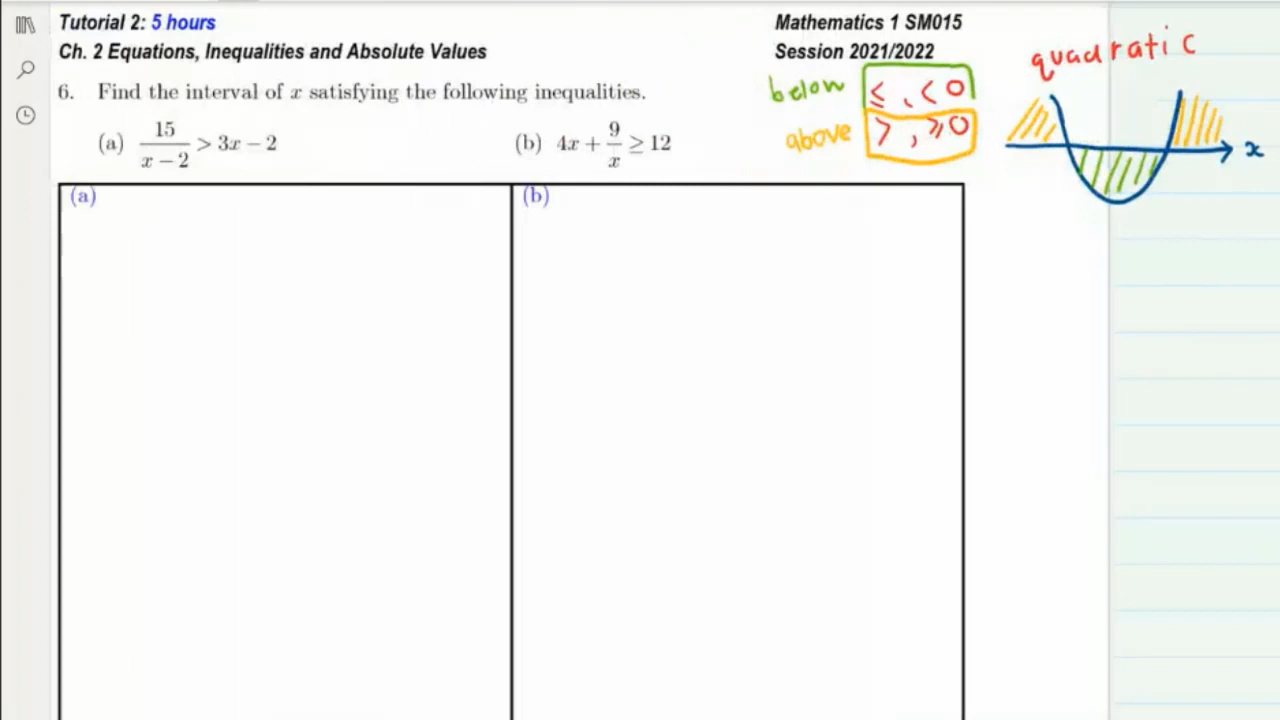 Tutorial 2: 5 hours
Mathematics 1 SM015
Ch. 2 Equations, Inequalities and Absolute Values
Session 2021/2022
quadratic
6. Find the interval of x satisfying the following inequalities.
below ≤ , < 0
above > , ≥ 0
(a) 15/(x − 2) > 3x − 2
(b) 4x + 9/x ≥ 12
x
(a)
(b)